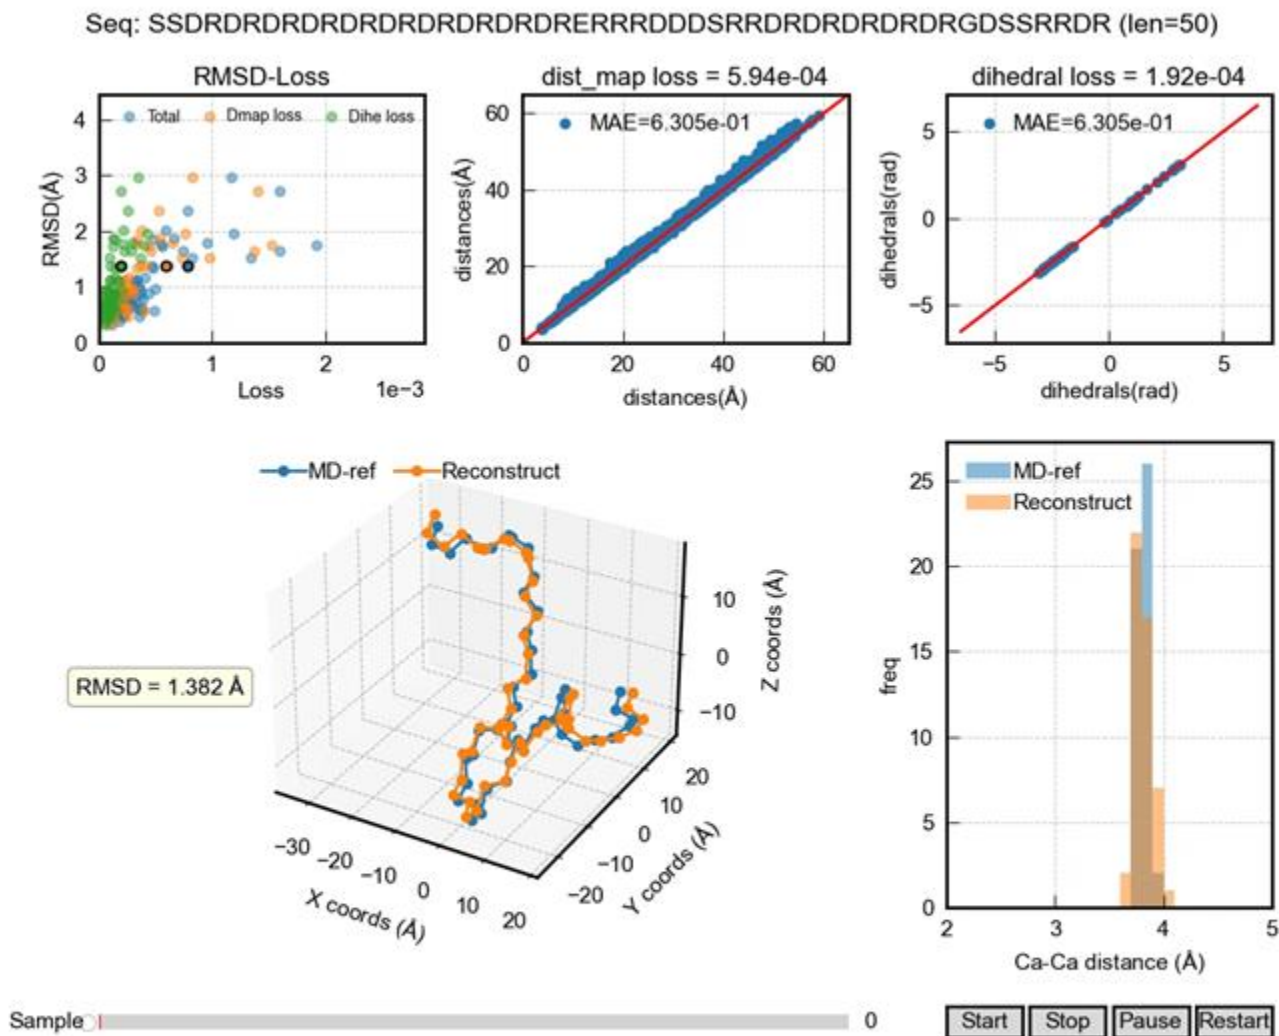 Seq: SSDRDRDRDRDRDRDRDRDRDRDRERRRDDDSRRDRDRDRDRDRGDSSRRDR (len=50)
RMSD-Loss
dist_map loss = 5.94e-04
dihedral loss = 1.92e-04
Total
Dmap loss
Dihe loss
RMSD(Å)
4
3
2
1
0
0
1
2
Loss
1e−3
MAE=6.305e-01
distances(Å)
60
40
20
0
0
20
40
60
distances(Å)
MAE=6.305e-01
dihedrals(rad)
5
0
−5
−5
0
5
dihedrals(rad)
MD-ref
Reconstruct
RMSD = 1.382 Å
10
0
−10
Z coords (Å)
20
10
0
−10
−20
Y coords (Å)
−30
−20
−10
0
10
20
X coords (Å)
MD-ref
Reconstruct
freq
25
20
15
10
5
0
2
3
4
5
Ca-Ca distance (Å)
Sample
0
Start
Stop
Pause
Restart